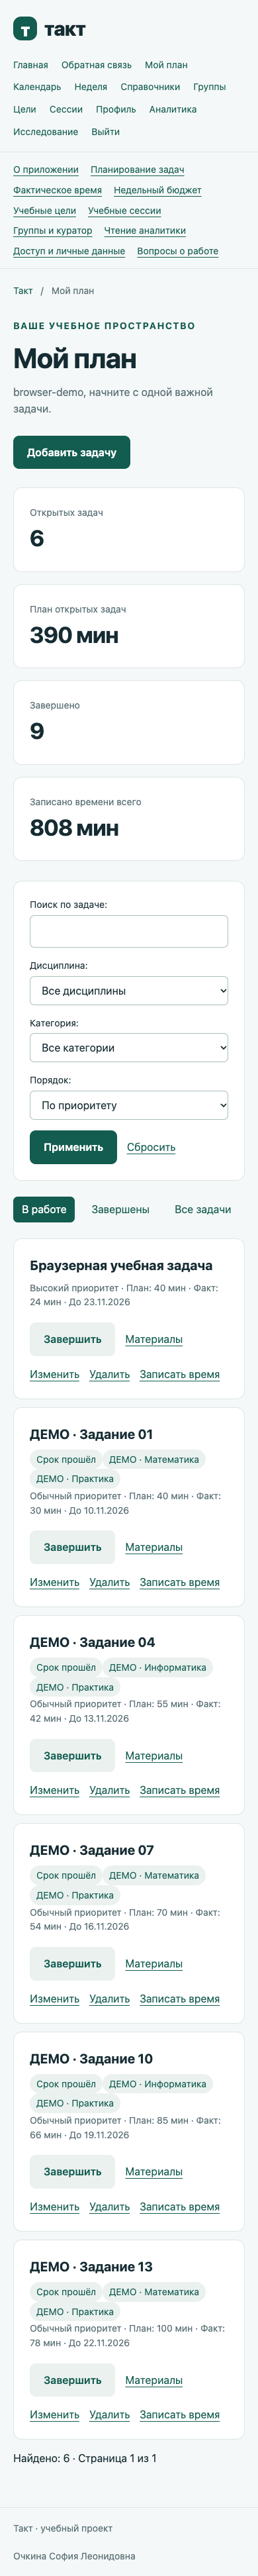 т такт
Главная Обратная связь Мой план
Календарь Неделя Справочники Группы
Цели Сессии Профиль Аналитика
Исследование Выйти
О приложении Планирование задач
Фактическое время Недельный бюджет
Учебные цели Учебные сессии
Группы и куратор Чтение аналитики
Доступ и личные данные Вопросы о работе
Такт / Мой план
ВАШЕ УЧЕБНОЕ ПРОСТРАНСТВО
Мой план
browser-demo, начните с одной важной
задачи.
Добавить задачу
Открытых задач
6
План открытых задач
390 мин
Завершено
9
Записано времени всего
808 мин
Поиск по задаче:
Дисциплина:
Все дисциплины
Категория:
Все категории
Порядок:
По приоритету
Применить Сбросить
В работе Завершены Все задачи
Браузерная учебная задача
Высокий приоритет · План: 40 мин · Факт:
24 мин · До 23.11.2026
Завершить Материалы
Изменить Удалить Записать время
ДЕМО · Задание 01
Срок прошёл ДЕМО · Математика
ДЕМО · Практика
Обычный приоритет · План: 40 мин · Факт:
30 мин · До 10.11.2026
Завершить Материалы
Изменить Удалить Записать время
ДЕМО · Задание 04
Срок прошёл ДЕМО · Информатика
ДЕМО · Практика
Обычный приоритет · План: 55 мин · Факт:
42 мин · До 13.11.2026
Завершить Материалы
Изменить Удалить Записать время
ДЕМО · Задание 07
Срок прошёл ДЕМО · Математика
ДЕМО · Практика
Обычный приоритет · План: 70 мин · Факт:
54 мин · До 16.11.2026
Завершить Материалы
Изменить Удалить Записать время
ДЕМО · Задание 10
Срок прошёл ДЕМО · Информатика
ДЕМО · Практика
Обычный приоритет · План: 85 мин · Факт:
66 мин · До 19.11.2026
Завершить Материалы
Изменить Удалить Записать время
ДЕМО · Задание 13
Срок прошёл ДЕМО · Математика
ДЕМО · Практика
Обычный приоритет · План: 100 мин · Факт:
78 мин · До 22.11.2026
Завершить Материалы
Изменить Удалить Записать время
Найдено: 6 · Страница 1 из 1
Такт · учебный проект
Очкина София Леонидовна